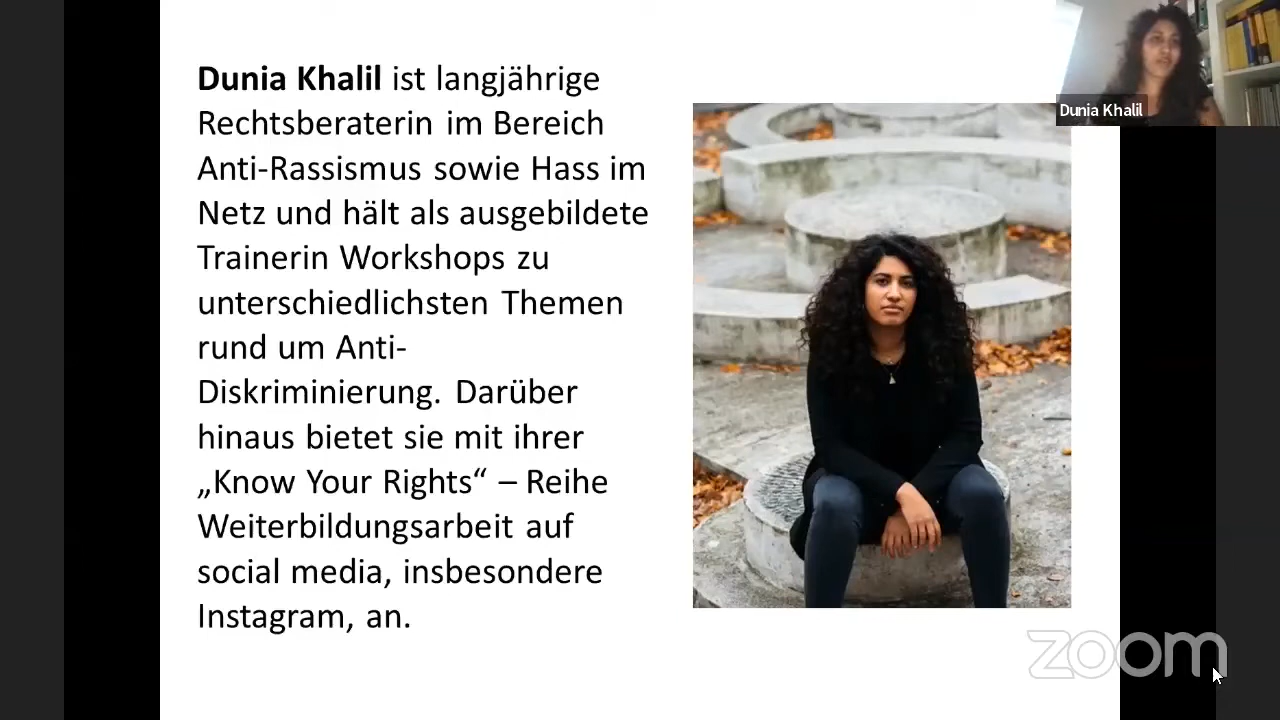 Dunia Khalil ist langjährige
Rechtsberaterin im Bereich
Anti-Rassismus sowie Hass im
Netz und hält als ausgebildete
Trainerin Workshops zu
unterschiedlichsten Themen
rund um Anti-
Diskriminierung. Darüber
hinaus bietet sie mit ihrer
„Know Your Rights“ – Reihe
Weiterbildungsarbeit auf
social media, insbesondere
Instagram, an.
Dunia Khalil
zoom